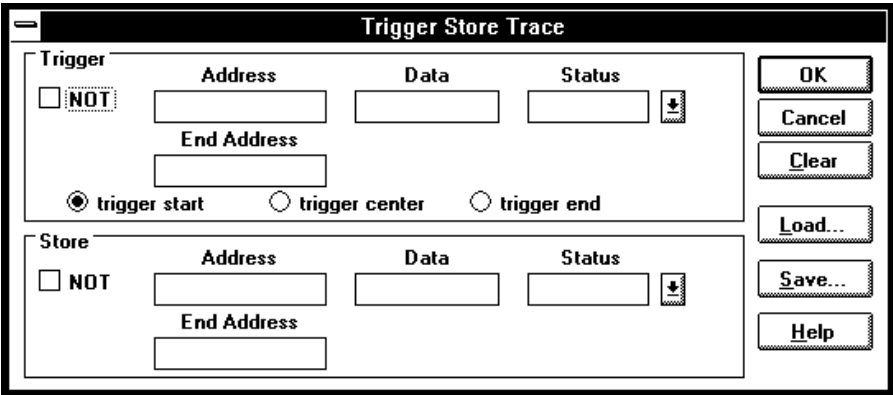 Trigger Store Trace
Trigger
Address Data Status
NOT
End Address
trigger start trigger center trigger end
Store
Address Data Status
NOT
End Address
OK
Cancel
Clear
Load...
Save...
Help